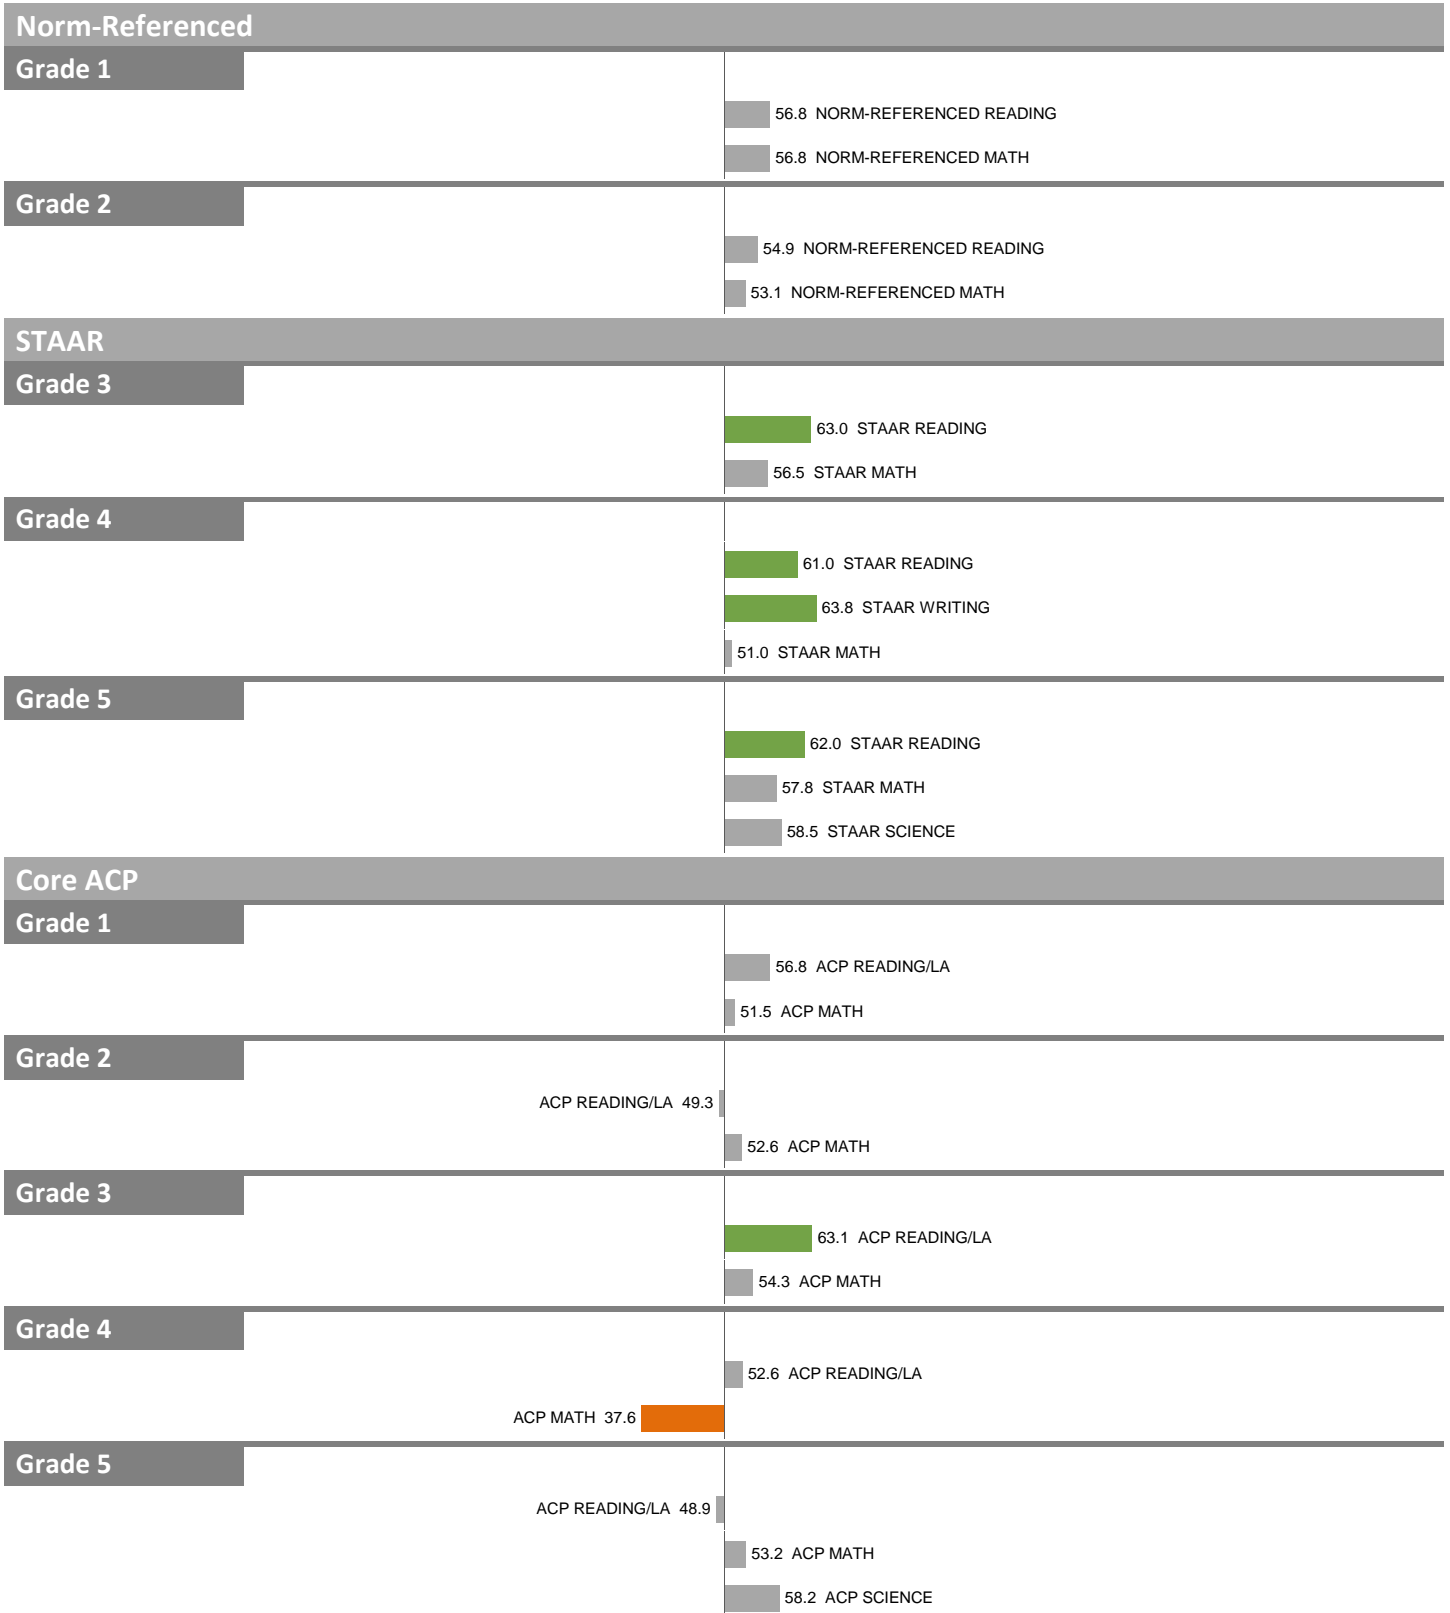 Norm-Referenced
Grade 1
56.8 NORM-REFERENCED READING
56.8 NORM-REFERENCED MATH
Grade 2
54.9 NORM-REFERENCED READING
53.1 NORM-REFERENCED MATH
STAAR
Grade 3
63.0 STAAR READING
56.5 STAAR MATH
Grade 4
61.0 STAAR READING
63.8 STAAR WRITING
51.0 STAAR MATH
Grade 5
62.0 STAAR READING
57.8 STAAR MATH
58.5 STAAR SCIENCE
Core ACP
Grade 1
56.8 ACP READING/LA
51.5 ACP MATH
Grade 2
ACP READING/LA 49.3
52.6 ACP MATH
Grade 3
63.1 ACP READING/LA
54.3 ACP MATH
Grade 4
52.6 ACP READING/LA
ACP MATH 37.6
Grade 5
ACP READING/LA 48.9
53.2 ACP MATH
58.2 ACP SCIENCE